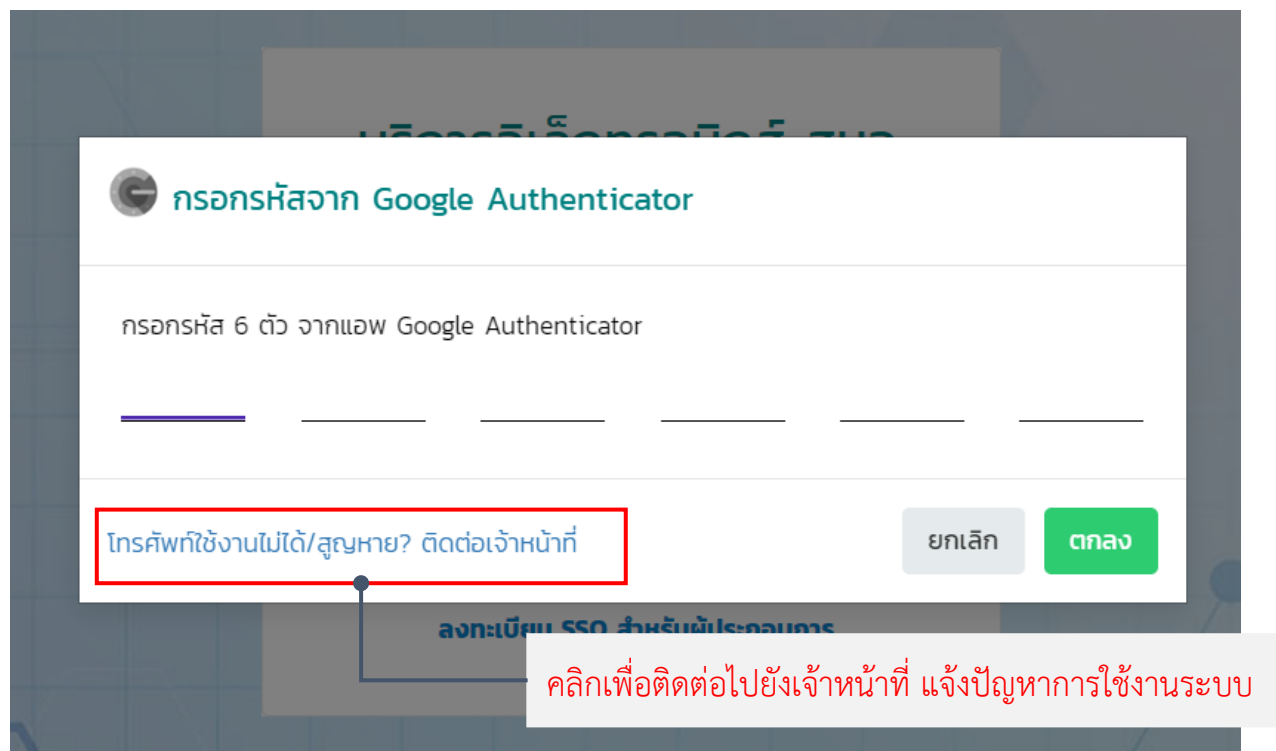 กรอกรหัสจาก Google Authenticator
กรอกรหัส 6 ตัว จากแอพ Google Authenticator
โทรศัพท์ใช้งานไม่ได้/สูญหาย? ติดต่อเจ้าหน้าที่
ยกเลิก
ตกลง
ลงทะเบียน SSO สำหรับผู้ประกอบการ
คลิกเพื่อติดต่อไปยังเจ้าหน้าที่ แจ้งปัญหาการใช้งานระบบ